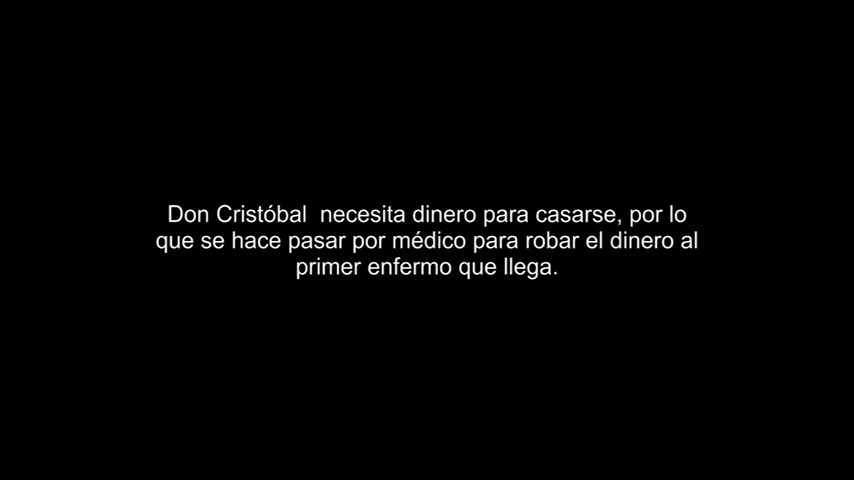 Don Cristóbal  necesita dinero para casarse, por lo
que se hace pasar por médico para robar el dinero al
primer enfermo que llega.